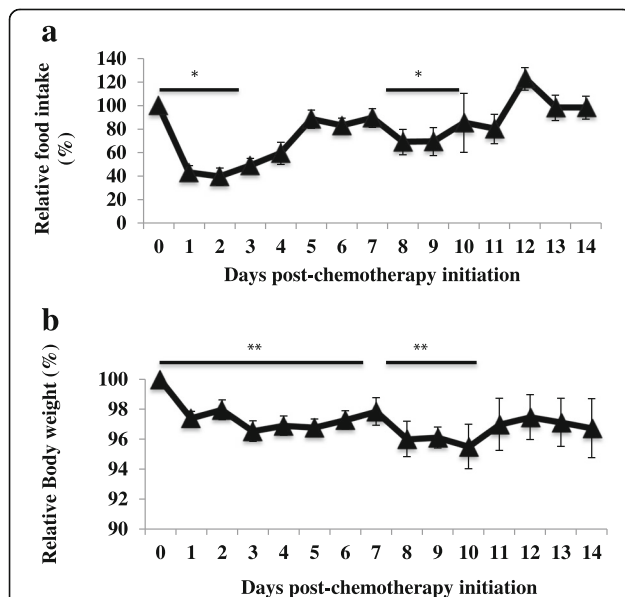 a
Relative food intake
(%)
* *
140
120
100
80
60
40
20
0
0 1 2 3 4 5 6 7 8 9 10 11 12 13 14
Days post-chemotherapy initiation
b
Relative Body weight (%)
** **
100
98
96
94
92
90
0 1 2 3 4 5 6 7 8 9 10 11 12 13 14
Days post-chemotherapy initiation